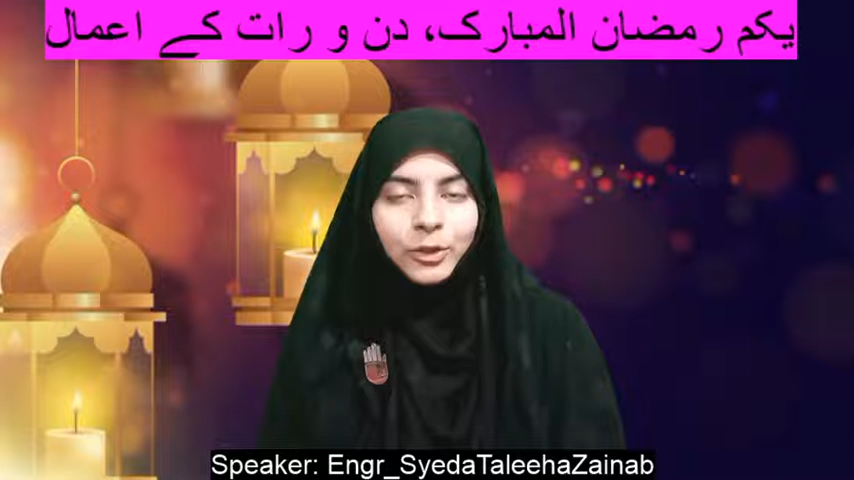 یکم رمضان المبارک، دن و رات کے اعمال
Speaker: Engr_SyedaTaleehaZainab